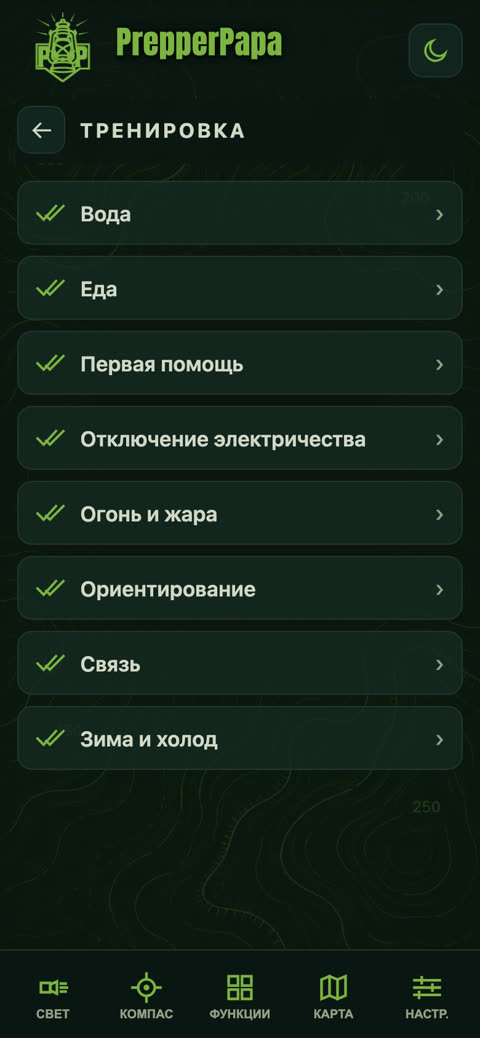 PrepperPapa
ТРЕНИРОВКА
Вода
Еда
Первая помощь
Отключение электричества
Огонь и жара
Ориентирование
Связь
Зима и холод
250
СВЕТ
КОМПАС
ФУНКЦИИ
КАРТА
НАСТР.